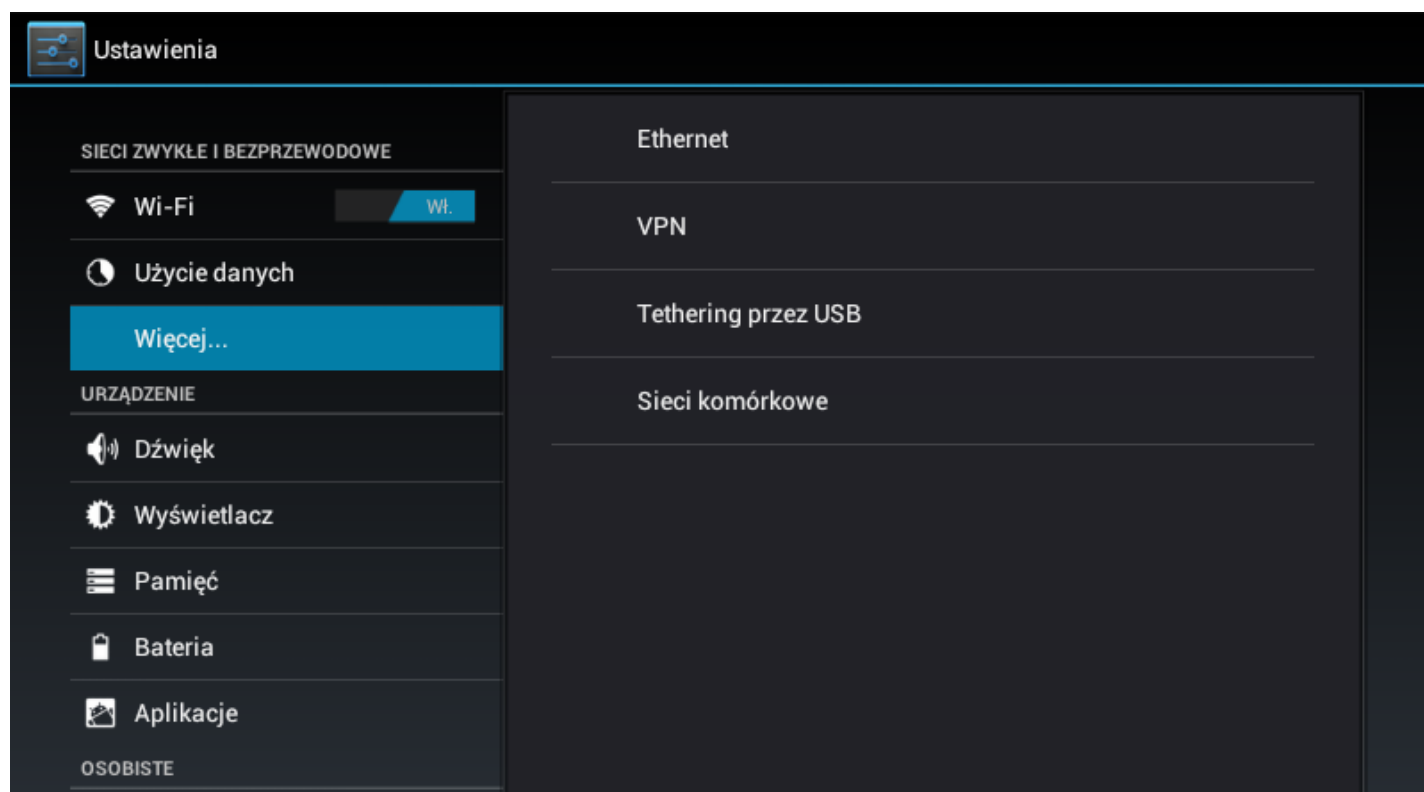 Ustawienia
SIECI ZWYKŁE I BEZPRZEWODOWE
Wi-Fi
Wł.
Użycie danych
Więcej...
URZĄDZENIE
Dźwięk
Wyświetlacz
Pamięć
Bateria
Aplikacje
OSOBISTE
Ethernet
VPN
Tethering przez USB
Sieci komórkowe